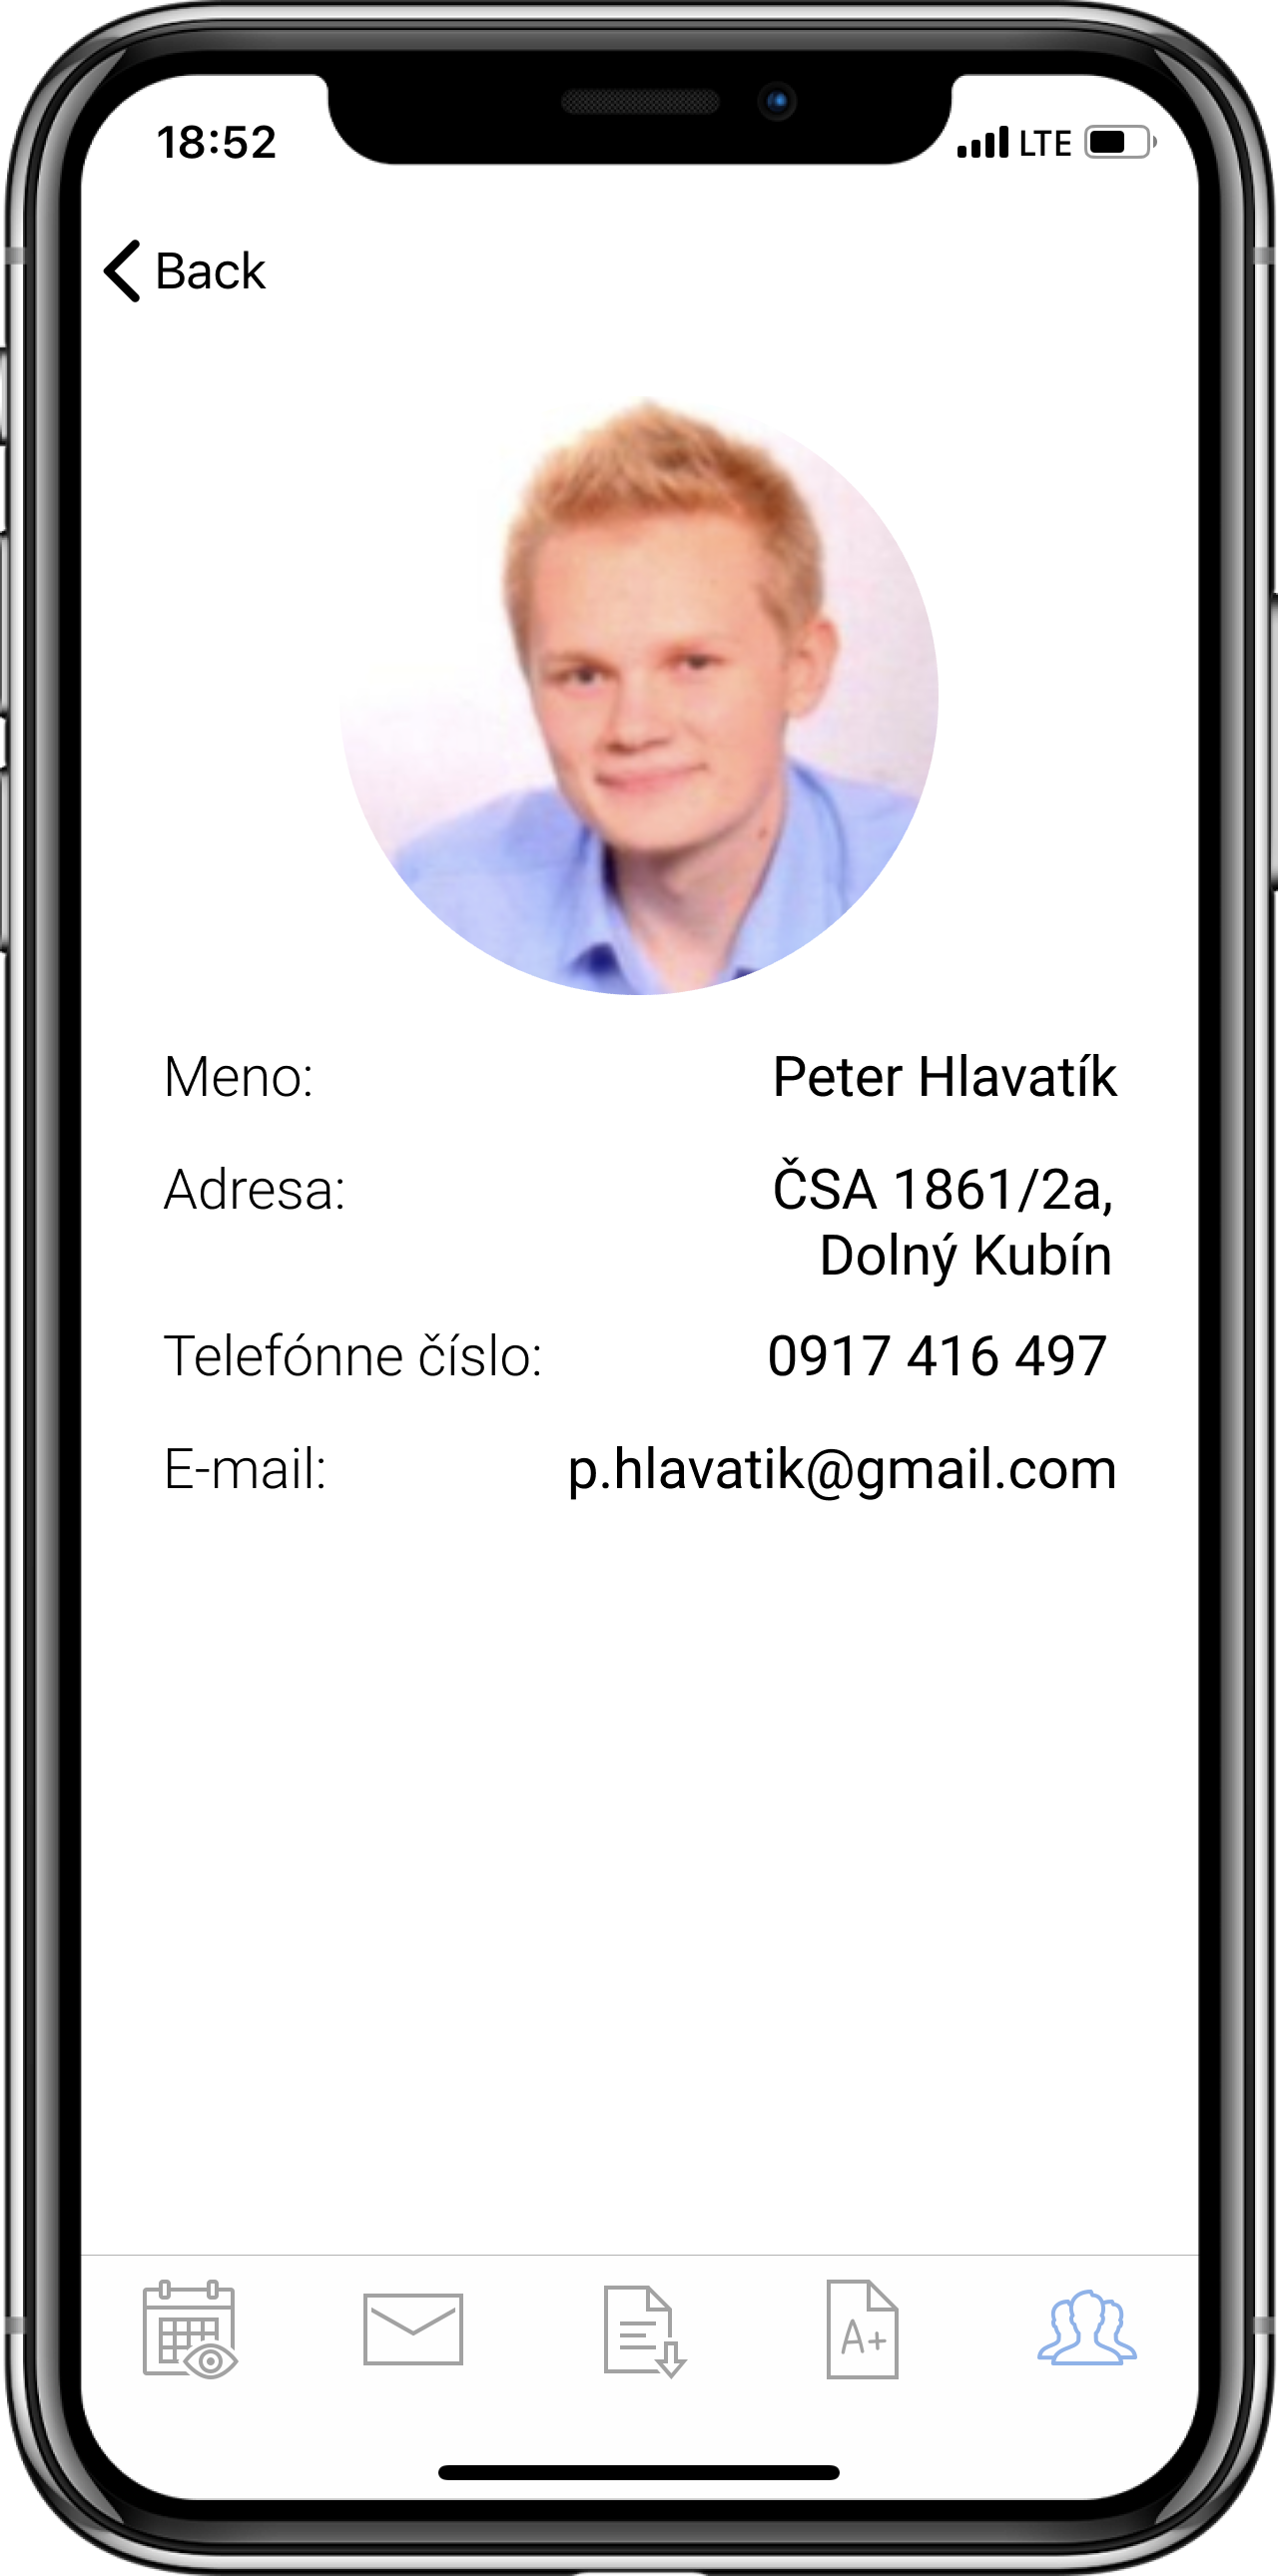 18:52 LTE
Back
Meno: Peter Hlavatík
Adresa: ČSA 1861/2a,
Dolný Kubín
Telefónne číslo: 0917 416 497
E-mail: p.hlavatik@gmail.com
A+